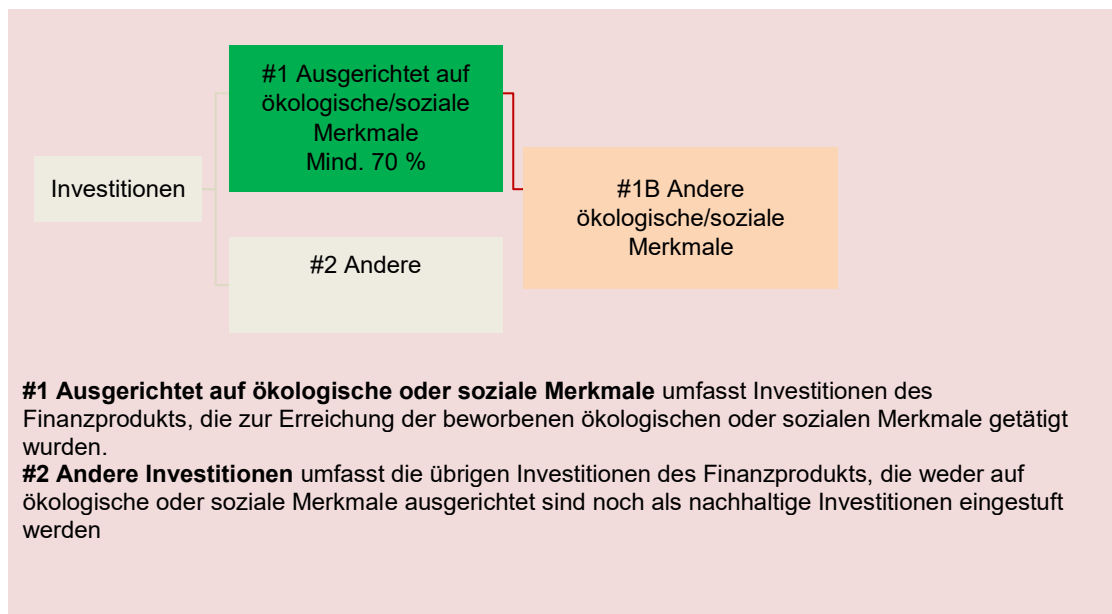 #1 Ausgerichtet auf
ökologische/soziale
Merkmale
Mind. 70 %
Investitionen
#1B Andere
ökologische/soziale
Merkmale
#2 Andere
#1 Ausgerichtet auf ökologische oder soziale Merkmale umfasst Investitionen des
Finanzprodukts, die zur Erreichung der beworbenen ökologischen oder sozialen Merkmale getätigt
wurden.
#2 Andere Investitionen umfasst die übrigen Investitionen des Finanzprodukts, die weder auf
ökologische oder soziale Merkmale ausgerichtet sind noch als nachhaltige Investitionen eingestuft
werden